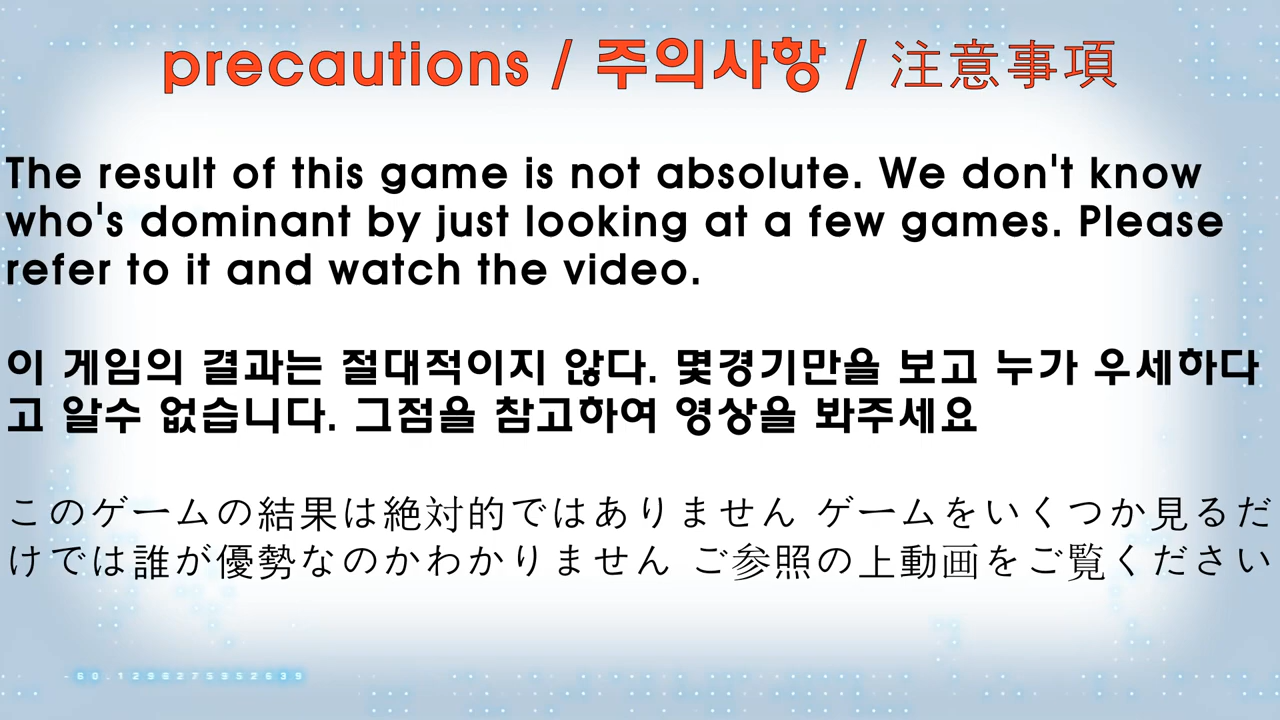 precautions / 주의사항 / 注意事項
The result of this game is not absolute. We don't know
who's dominant by just looking at a few games. Please
refer to it and watch the video.
이 게임의 결과는 절대적이지 않다. 몇경기만을 보고 누가 우세하다
고 알수 없습니다. 그점을 참고하여 영상을 봐주세요
このゲームの結果は絶対的ではありません ゲームをいくつか見るだ
けでは誰が優勢なのかわかりません ご参照の上動画をご覧ください
-60.1296275952639